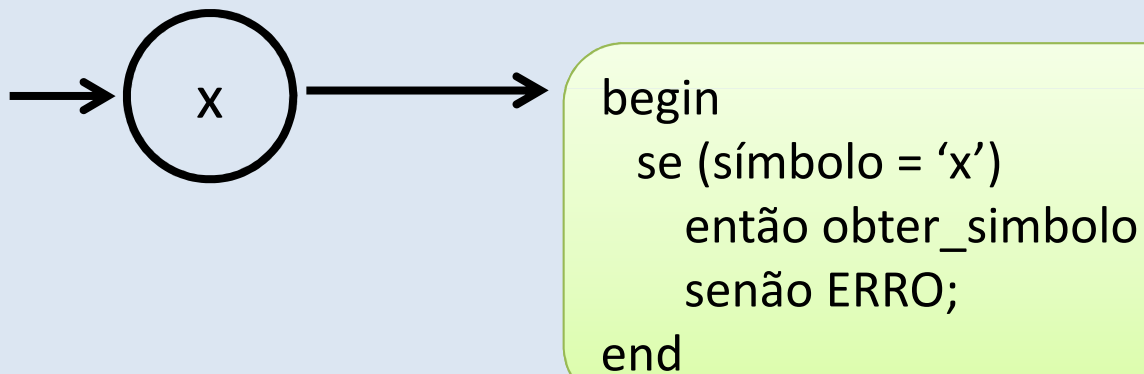 x
begin
se (símbolo = ‘x’)
então obter_simbolo
senão ERRO;
end